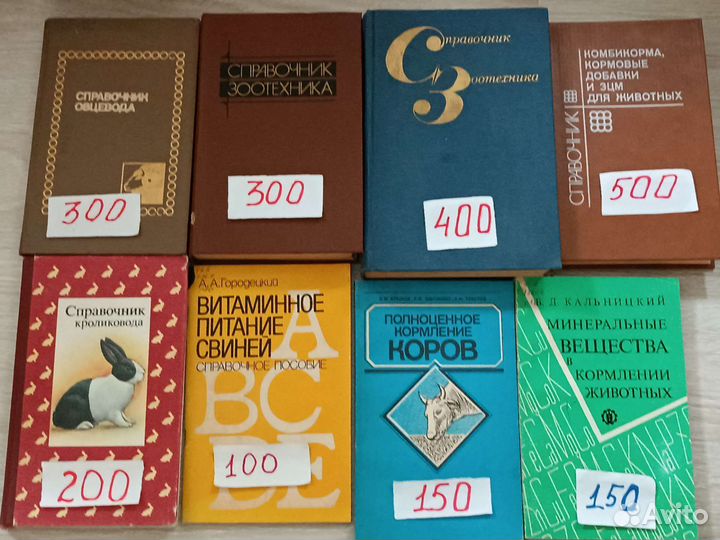 СПРАВОЧНИК
ОВЦЕВОДА
300
СПРАВОЧНИК
ЗООТЕХНИКА
300
Справочник
Зоотехника
400
СПРАВОЧНИК
КОМБИКОРМА,
КОРМОВЫЕ
ДОБАВКИ
И ЗЦМ
ДЛЯ ЖИВОТНЫХ
500
Справочник
кроликовода
200
А.А.Городецкий
ВИТАМИННОЕ
ПИТАНИЕ
СВИНЕЙ
СПРАВОЧНОЕ ПОСОБИЕ
A
BC
DE
100
ПОЛНОЦЕННОЕ
КОРМЛЕНИЕ
КОРОВ
150
Б. Д. КАЛЬНИЦКИЙ
МИНЕРАЛЬНЫЕ
ВЕЩЕСТВА
В
КОРМЛЕНИИ
ЖИВОТНЫХ
150
Avito